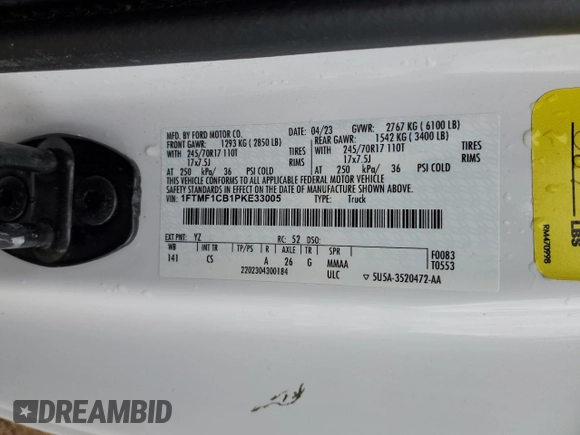 MFD. BY FORD MOTOR CO.
DATE: 04/23 GVWR: 2767 KG ( 6100 LB)
FRONT GAWR: 1293 KG ( 2850 LB) REAR GAWR: 1542 KG ( 3400 LB)
WITH 245/70R17 110T TIRES WITH 245/70R17 110T TIRES
17x7.5J RIMS 17x7.5J RIMS
AT 250 kPa/ 36 PSI COLD AT 250 kPa/ 36 PSI COLD
THIS VEHICLE CONFORMS TO ALL APPLICABLE FEDERAL MOTOR VEHICLE
SAFETY STANDARDS IN EFFECT ON THE DATE OF MANUFACTURE SHOWN ABOVE.
VIN: 1FTMF1CB1PKE33005 TYPE: Truck
EXT PNT: YZ RC: 52 DSO: F0083
WB INT TR TP/PS R AXLE TR SPR T0553
141 CS A 26 G MMAA
2202304300184 ULC ▽ 5U5A-3520472-AA
LBS
RNA470998
DREAMBID